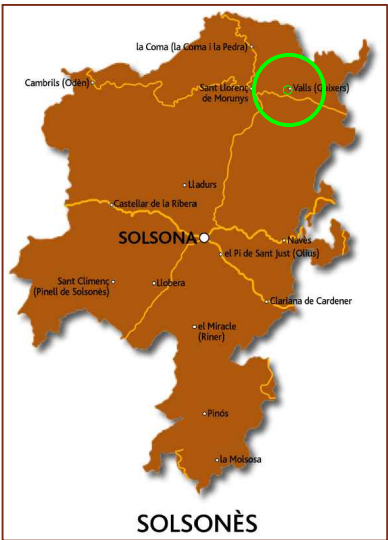 la Coma (la Coma i la Pedra)
Cambrils (Odèn)
Sant Llorenç
de Morunys
Valls (Guixers)
Lladurs
Castellar de la Ribera
SOLSONA
Navès
el Pi de Sant Just (Olius)
Sant Climenç
(Pinell de Solsonès)
Llobera
Clariana de Cardener
el Miracle
(Riner)
Pinós
la Molsosa
SOLSONÈS